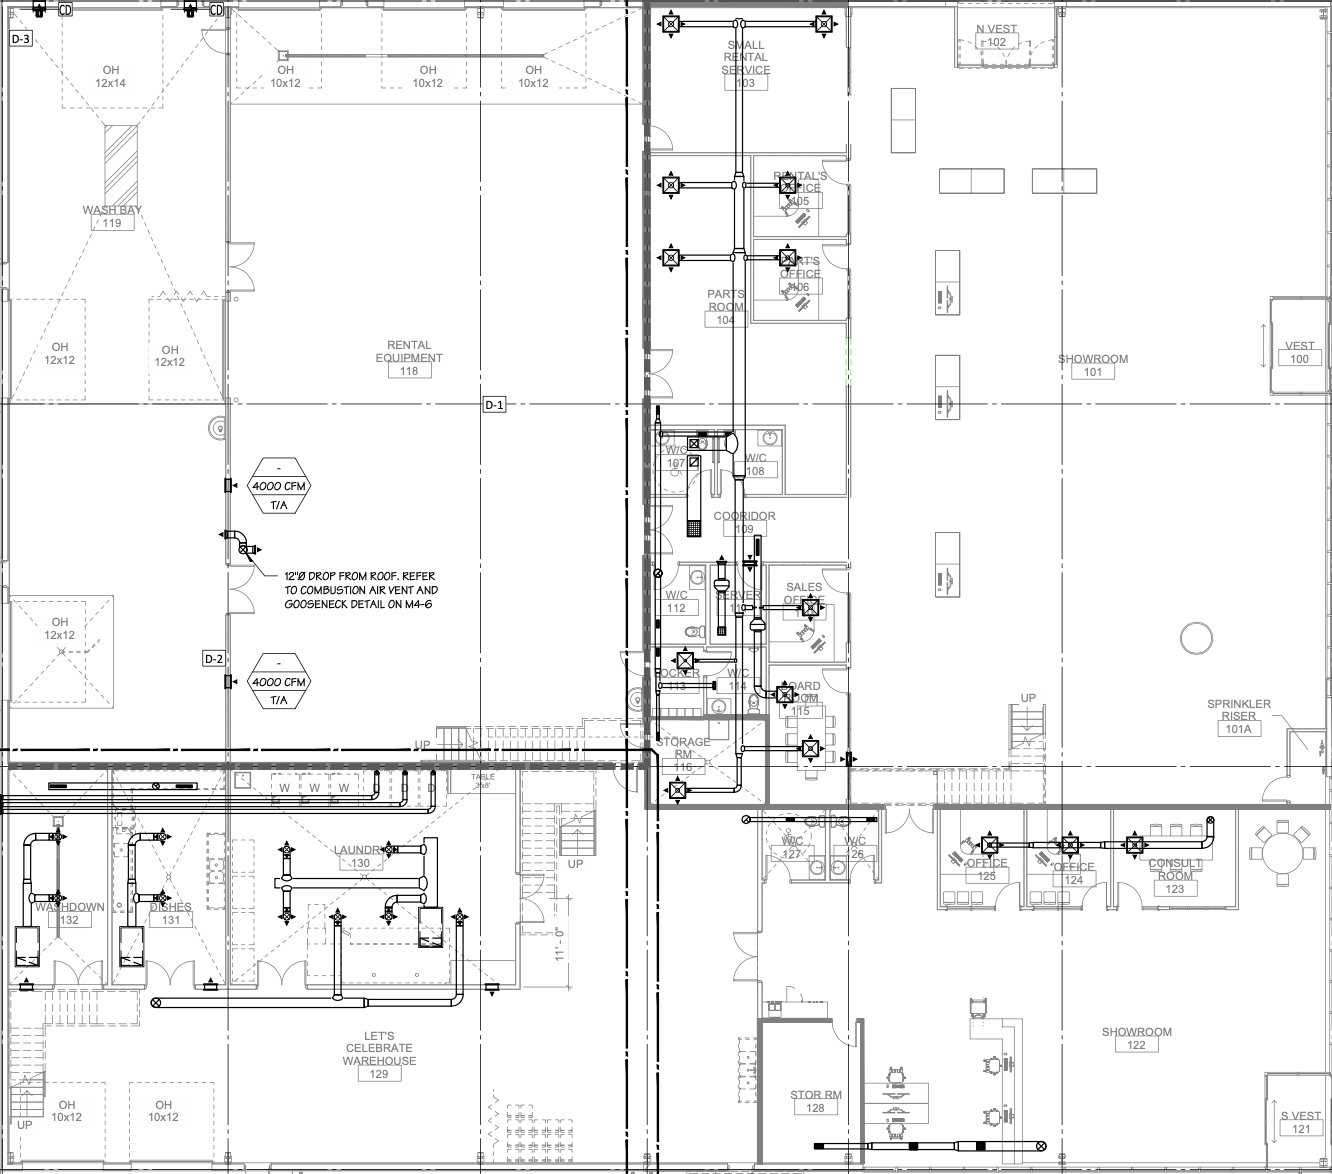 CD
CD
D-3
OH
12x14
OH
10x12
OH
10x12
OH
10x12
SMALL
RENTAL
SERVICE
103
N VEST
102
WASH BAY
119
RENTAL'S
OFFICE
105
OFFICE
106
PARTS
ROOM
104
OH
12x12
OH
12x12
RENTAL
EQUIPMENT
118
SHOWROOM
101
VEST
100
D-1
W/C
107
W/C
108
-
4000 CFM
T/A
COORIDOR
109
12"Ø DROP FROM ROOF. REFER
TO COMBUSTION AIR VENT AND
GOOSENECK DETAIL ON M4-6
W/C
112
SERVER
SALES
OFFICE
OH
12x12
D-2
-
4000 CFM
T/A
LOCKER
113
W/C
114
BOARD
ROOM
115
UP
SPRINKLER
RISER
101A
UP
STORAGE
RM
116
TABLE
3'x8'
W
W
W
D
D
D
LAUNDRY
130
UP
W/C
127
W/C
126
OFFICE
125
OFFICE
124
CONSULT
ROOM
123
WASHDOWN
132
DISHES
131
11' - 0"
LET'S
CELEBRATE
WAREHOUSE
129
SHOWROOM
122
OH
10x12
OH
10x12
UP
STOR RM
128
S VEST
121